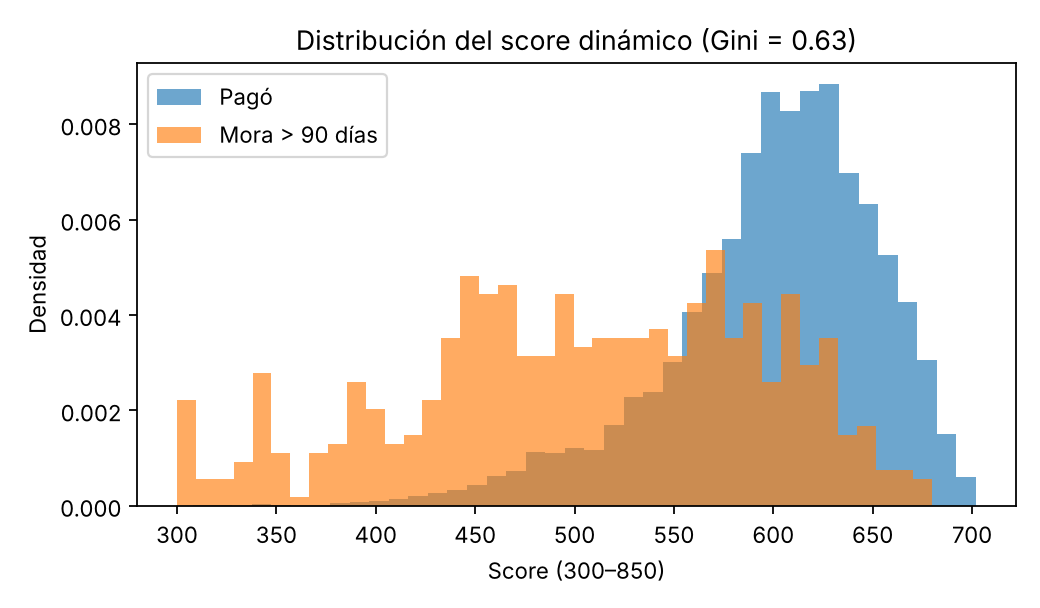 Distribución del score dinámico (Gini = 0.63)
Pagó
Mora > 90 días
Densidad
0.008
0.006
0.004
0.002
0.000
300 350 400 450 500 550 600 650 700
Score (300–850)